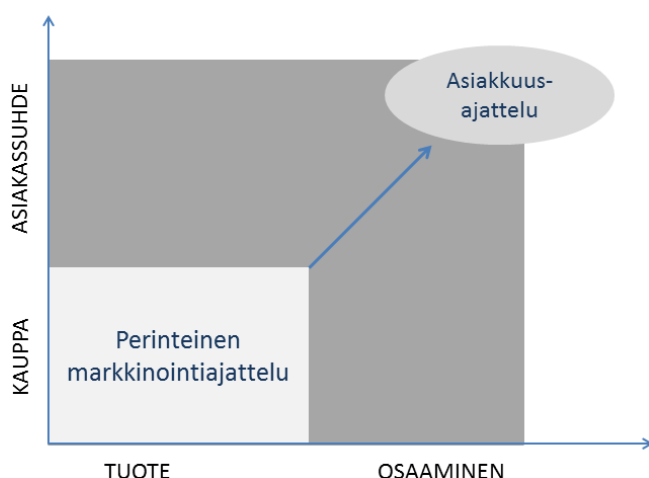 ASIAKASSUHDE
Asiakkuus-
ajattelu
KAUPPA
Perinteinen
markkinointiajattelu
TUOTE
OSAAMINEN